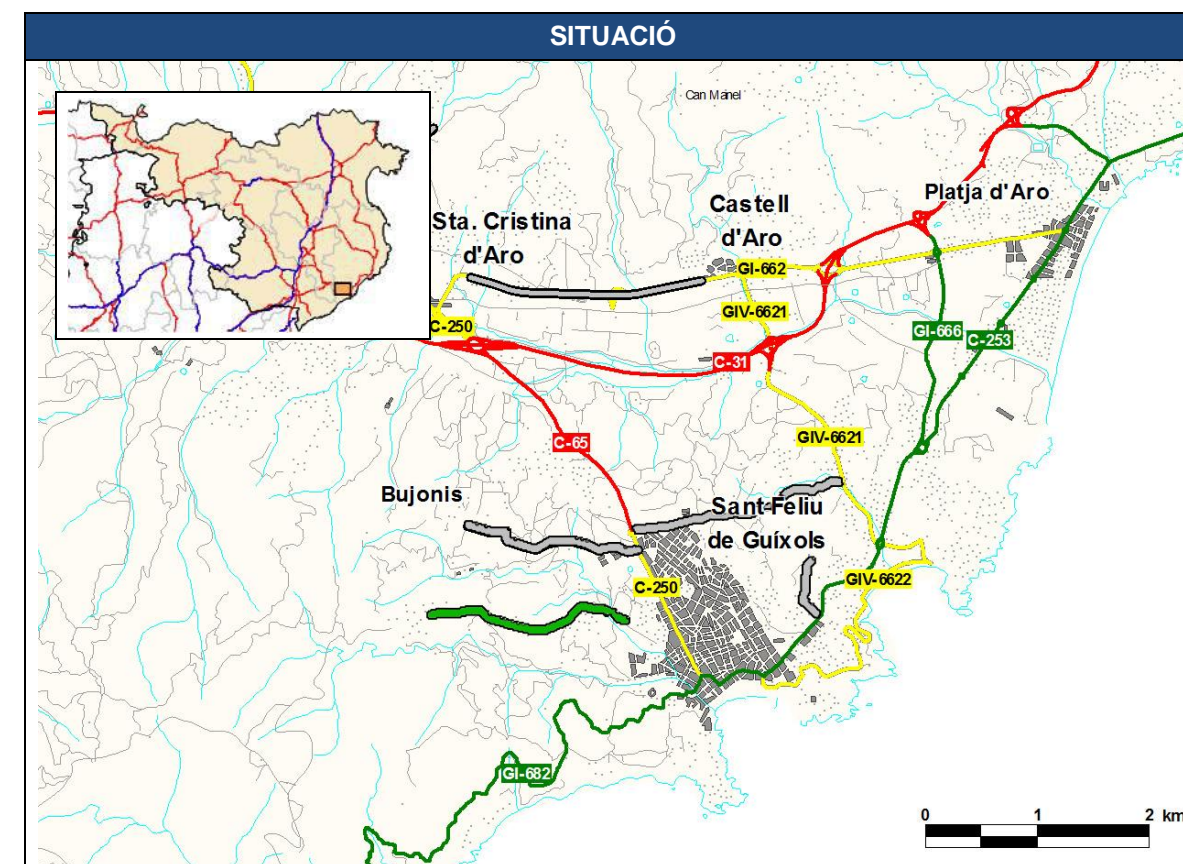 SITUACIÓ
Can Manel
Platja d'Aro
Castell
d'Aro
Sta. Cristina
d'Aro
GI-662
GIV-6621
C-250
GI-666
C-253
C-31
C-65
GIV-6621
Bujonis
Sant Feliu
de Guíxols
C-250
GIV-6622
GI-682
0 1 2 km